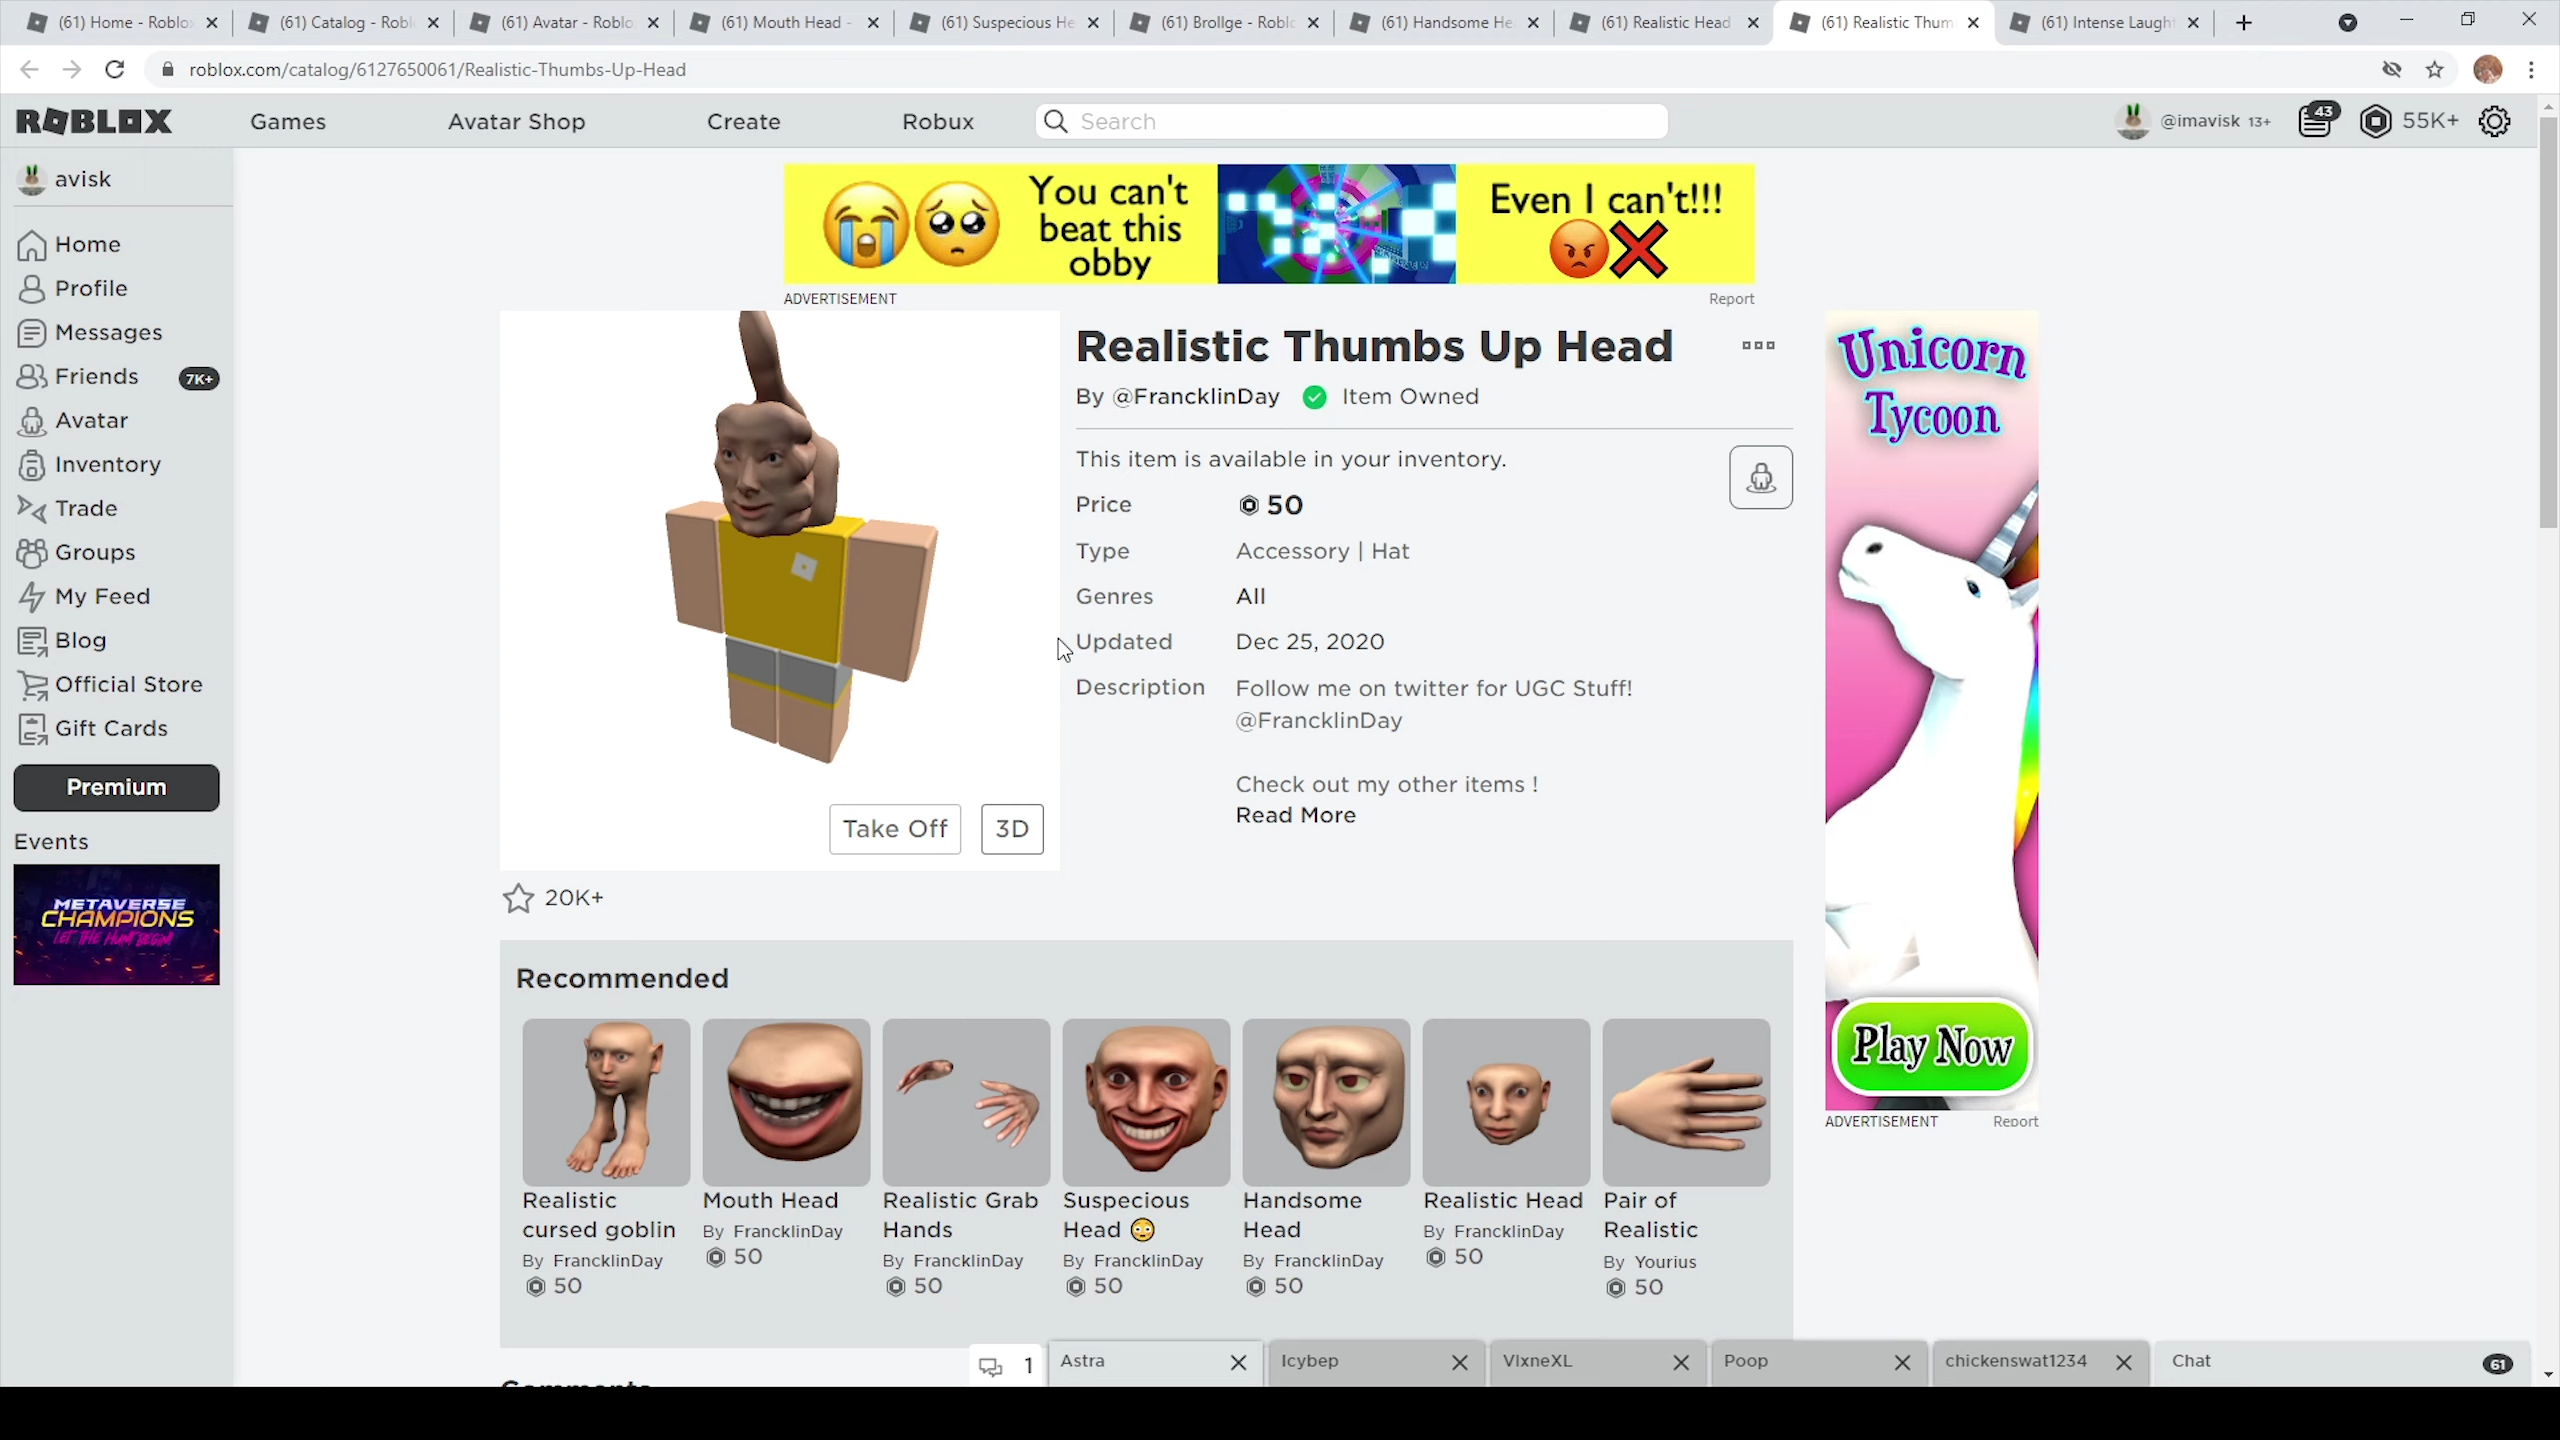 (61) Home - Roblox
(61) Catalog - Robl
(61) Avatar - Roblo
(61) Mouth Head -
(61) Suspecious He
(61) Brollge - Roblo
(61) Handsome He
(61) Realistic Head
(61) Realistic Thum
(61) Intense Laught
roblox.com/catalog/6127650061/Realistic-Thumbs-Up-Head
ROBLOX
Games
Avatar Shop
Create
Robux
Search
@imavisk 13+
43
55K+
avisk
Home
Profile
Messages
Friends
7K+
Avatar
Inventory
Trade
Groups
My Feed
Blog
Official Store
Gift Cards
Premium
Events
METAVERSE
CHAMPIONS
LET THE HUNT BEGIN!
You can't
beat this
obby
Even I can't!!!
ADVERTISEMENT
Report
Realistic Thumbs Up Head
By @FrancklinDay
Item Owned
This item is available in your inventory.
Price
50
Type
Accessory | Hat
Genres
All
Updated
Dec 25, 2020
Description
Follow me on twitter for UGC Stuff!
@FrancklinDay
Check out my other items !
Read More
Take Off
3D
20K+
Unicorn
Tycoon
Play Now
ADVERTISEMENT
Report
Recommended
Realistic
cursed goblin
By FrancklinDay
50
Mouth Head
By FrancklinDay
50
Realistic Grab
Hands
By FrancklinDay
50
Suspecious
Head 😳
By FrancklinDay
50
Handsome
Head
By FrancklinDay
50
Realistic Head
By FrancklinDay
50
Pair of
Realistic
By Yourius
50
Comments
1
Astra
Icybep
VlxneXL
Poop
chickenswat1234
Chat
61